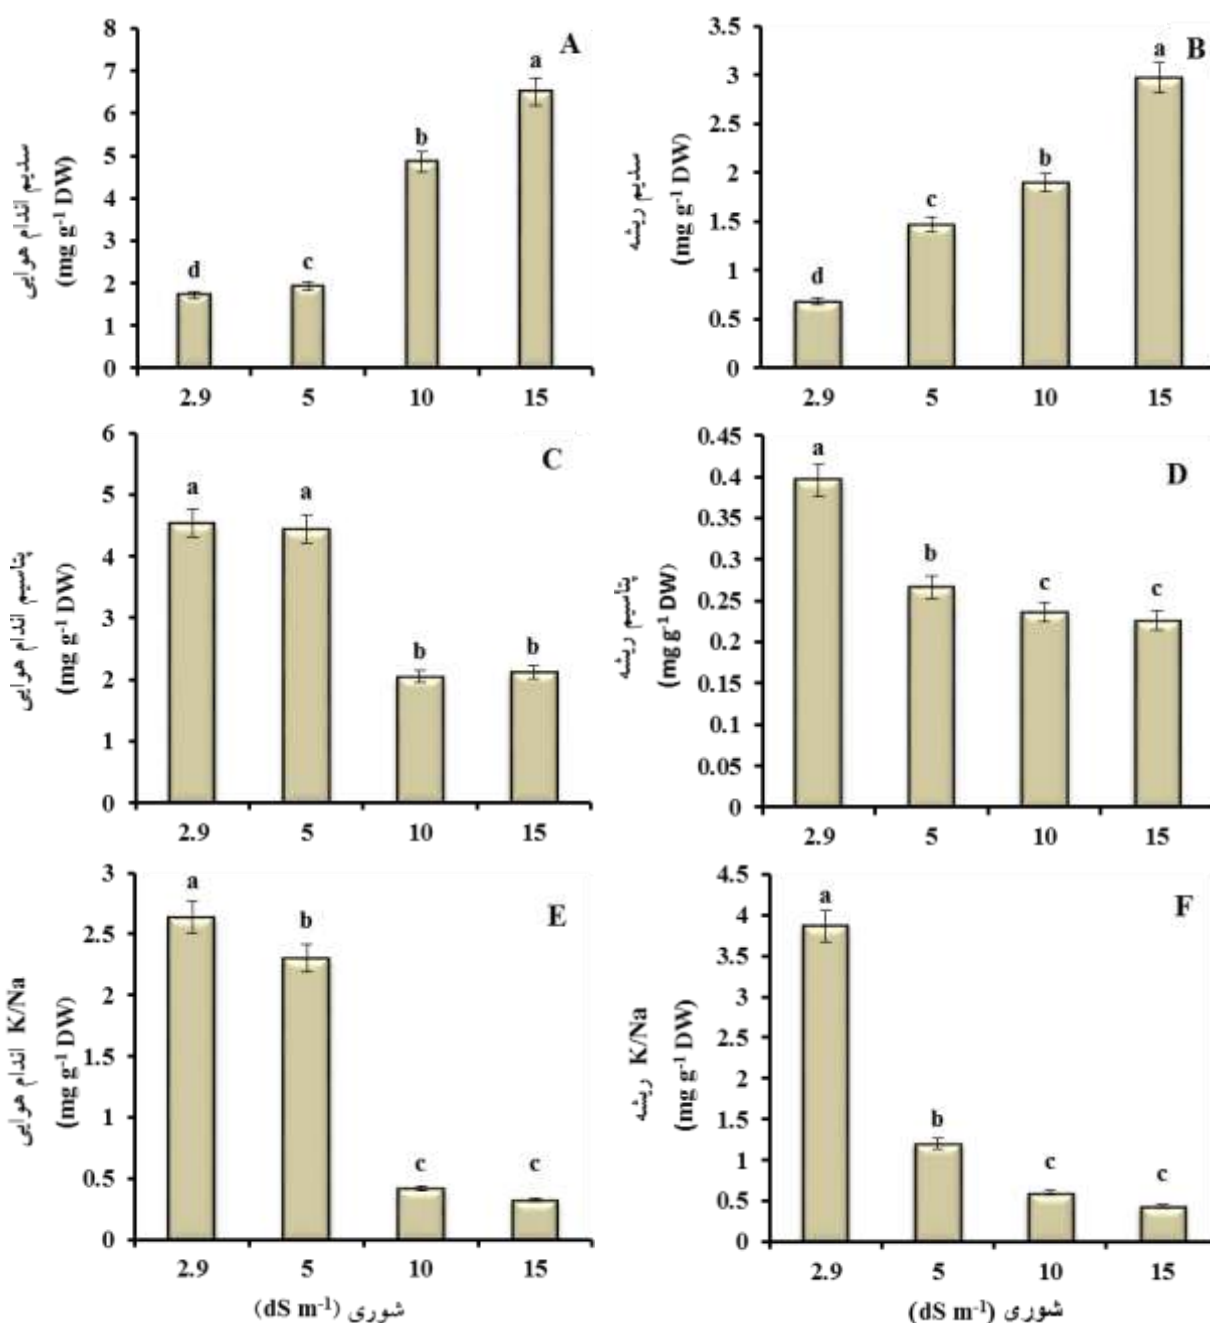 A
8
7
6
5
4
3
2
1
0
d
c
b
a
2.9 5 10 15
سدیم اندام هوایی
(mg g-1 DW)
B
3.5
3
2.5
2
1.5
1
0.5
0
d
c
b
a
2.9 5 10 15
سدیم ریشه
(mg g-1 DW)
C
6
5
4
3
2
1
0
a
a
b
b
2.9 5 10 15
پتاسیم اندام هوایی
(mg g-1 DW)
D
0.45
0.4
0.35
0.3
0.25
0.2
0.15
0.1
0.05
0
a
b
c
c
2.9 5 10 15
پتاسیم ریشه
(mg g-1 DW)
E
3
2.5
2
1.5
1
0.5
0
a
b
c
c
2.9 5 10 15
K/Na اندام هوایی
(mg g-1 DW)
شوری (dS m-1)
F
4.5
4
3.5
3
2.5
2
1.5
1
0.5
0
a
b
c
c
2.9 5 10 15
K/Na ریشه
(mg g-1 DW)
شوری (dS m-1)